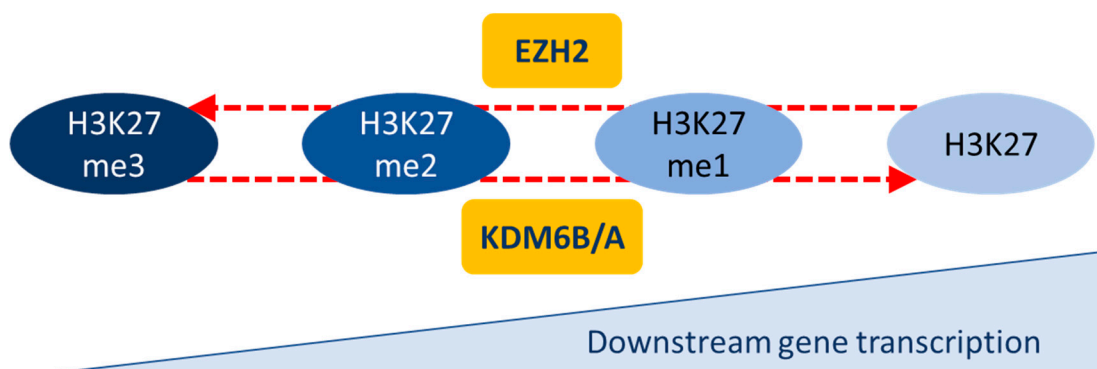 EZH2
H3K27
me3
H3K27
me2
H3K27
me1
H3K27
KDM6B/A
Downstream gene transcription